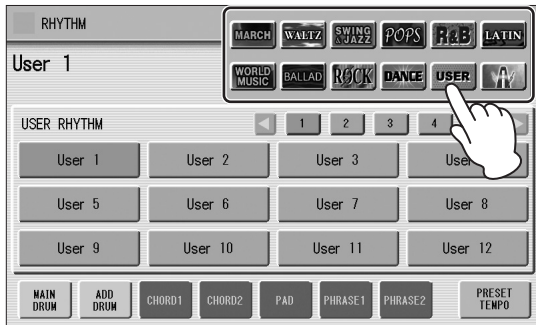 RHYTHM
MARCH WALTZ SWING & JAZZ POPS R&B LATIN
User 1
WORLD MUSIC BALLAD ROCK DANCE USER
USER RHYTHM 1 2 3 4
User 1 User 2 User 3 User
User 5 User 6 User 7 User 8
User 9 User 10 User 11 User 12
MAIN DRUM ADD DRUM CHORD1 CHORD2 PAD PHRASE1 PHRASE2 PRESET TEMPO